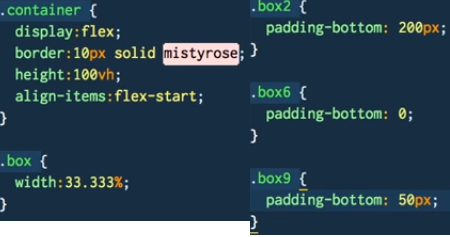 .container {
display:flex;
border:10px solid mistyrose;
height:100vh;
align-items:flex-start;
}
.box {
width:33.333%;
}
.box2 {
padding-bottom: 200px;
}
.box6 {
padding-bottom: 0;
}
.box9 {
padding-bottom: 50px;
}